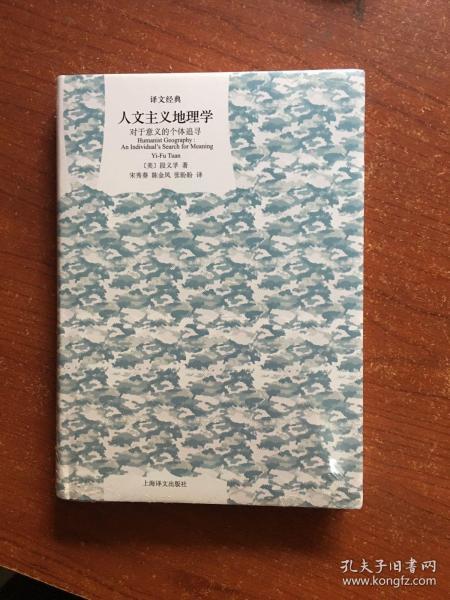 译文经典
人文主义地理学
对于意义的个体追寻
Humanist Geography:
An Individual's Search for Meaning
Yi-Fu Tuan
〔美〕段义孚 著
宋秀葵 陈金凤 张盼盼 译
上海译文出版社
孔夫子旧书网
www.kongfz.com